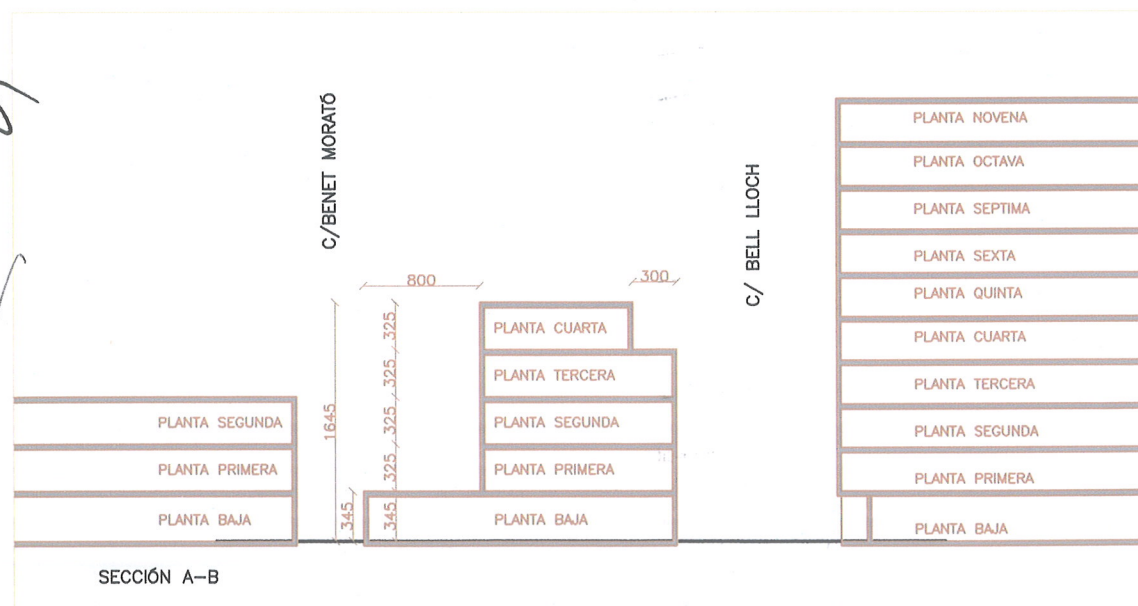 C/BENET MORATÓ
C/ BELL LLOCH
PLANTA NOVENA
PLANTA OCTAVA
PLANTA SEPTIMA
PLANTA SEXTA
PLANTA QUINTA
PLANTA CUARTA
PLANTA TERCERA
PLANTA SEGUNDA
PLANTA PRIMERA
PLANTA BAJA
800
300
1645
325
325
325
325
345
345
PLANTA CUARTA
PLANTA TERCERA
PLANTA SEGUNDA
PLANTA PRIMERA
PLANTA BAJA
PLANTA SEGUNDA
PLANTA PRIMERA
PLANTA BAJA
SECCIÓN A-B